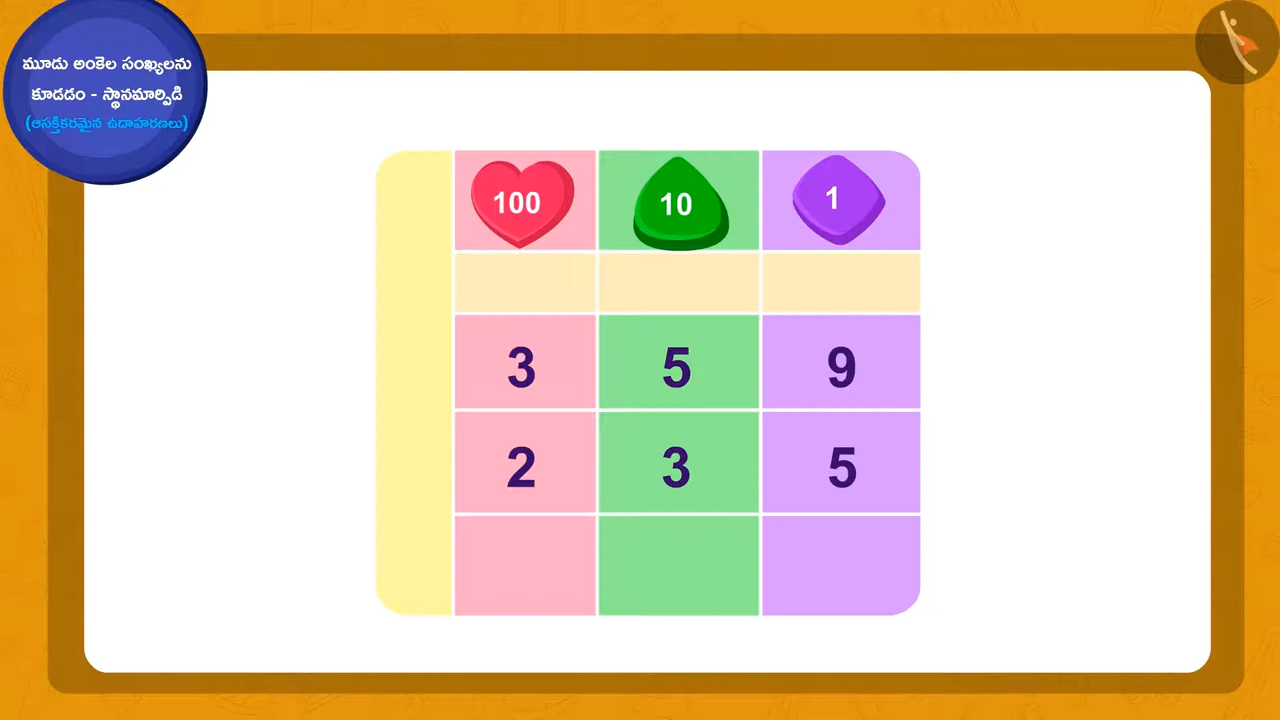 మూడు అంకెల సంఖ్యలను
కూడడం - స్థానమార్పిడి
(ఆసక్తికరమైన ఉదాహరణలు)
100 10 1
3 5 9
2 3 5